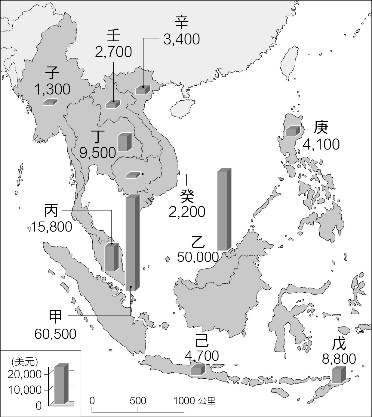 辛
3,400
壬
2,700
子
1,300
庚
4,100
丁
9,500
癸
2,200
丙
15,800
乙
50,000
甲
60,500
己
4,700
戊
8,800
(美元)
20,000
10,000
0
0 500 1000 公里